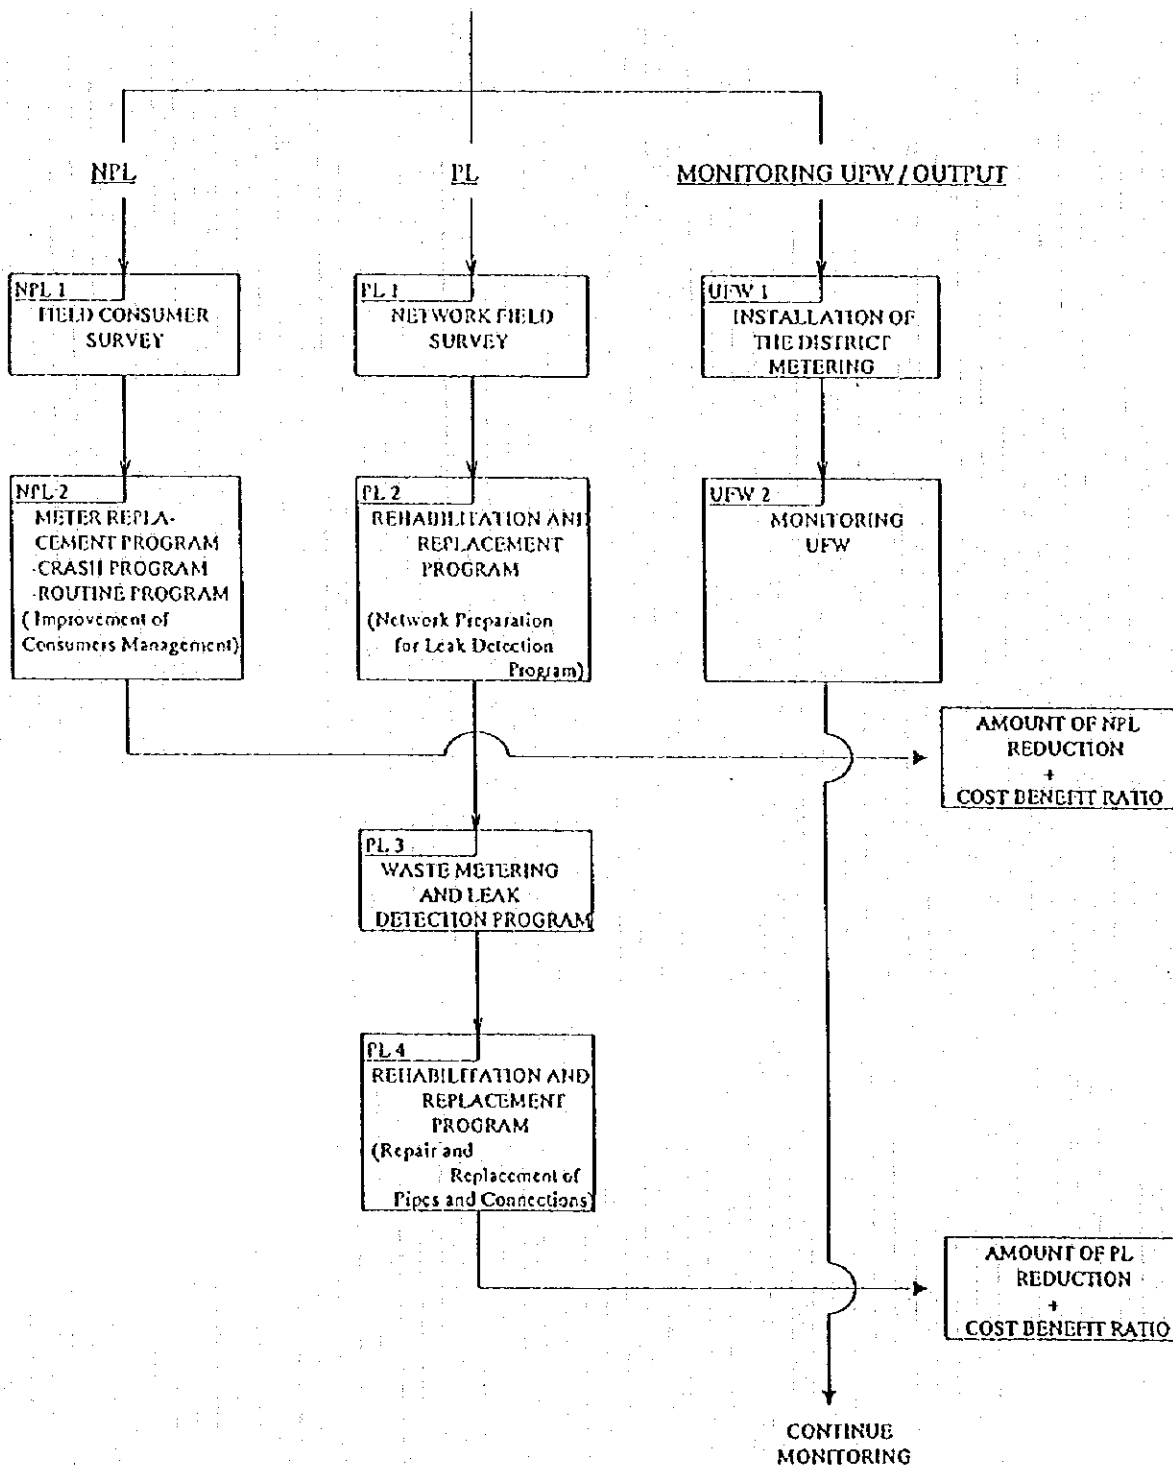 NPL
PL
MONITORING UFW / OUTPUT
NPL 1
FIELD CONSUMER
SURVEY
PL 1
NETWORK FIELD
SURVEY
UFW 1
INSTALLATION OF
THE DISTRICT
METERING
NPL 2
METER REPLA-
CEMENT PROGRAM
-CRASH PROGRAM
-ROUTINE PROGRAM
(Improvement of
Consumers Management)
PL 2
REHABILITATION AND
REPLACEMENT
PROGRAM
(Network Preparation
for Leak Detection
Program)
UFW 2
MONITORING
UFW
AMOUNT OF NPL
REDUCTION
+
COST BENEFIT RATIO
PL 3
WASTE METERING
AND LEAK
DETECTION PROGRAM
PL 4
REHABILITATION AND
REPLACEMENT
PROGRAM
(Repair and
Replacement of
Pipes and Connections)
AMOUNT OF PL
REDUCTION
+
COST BENEFIT RATIO
CONTINUE
MONITORING